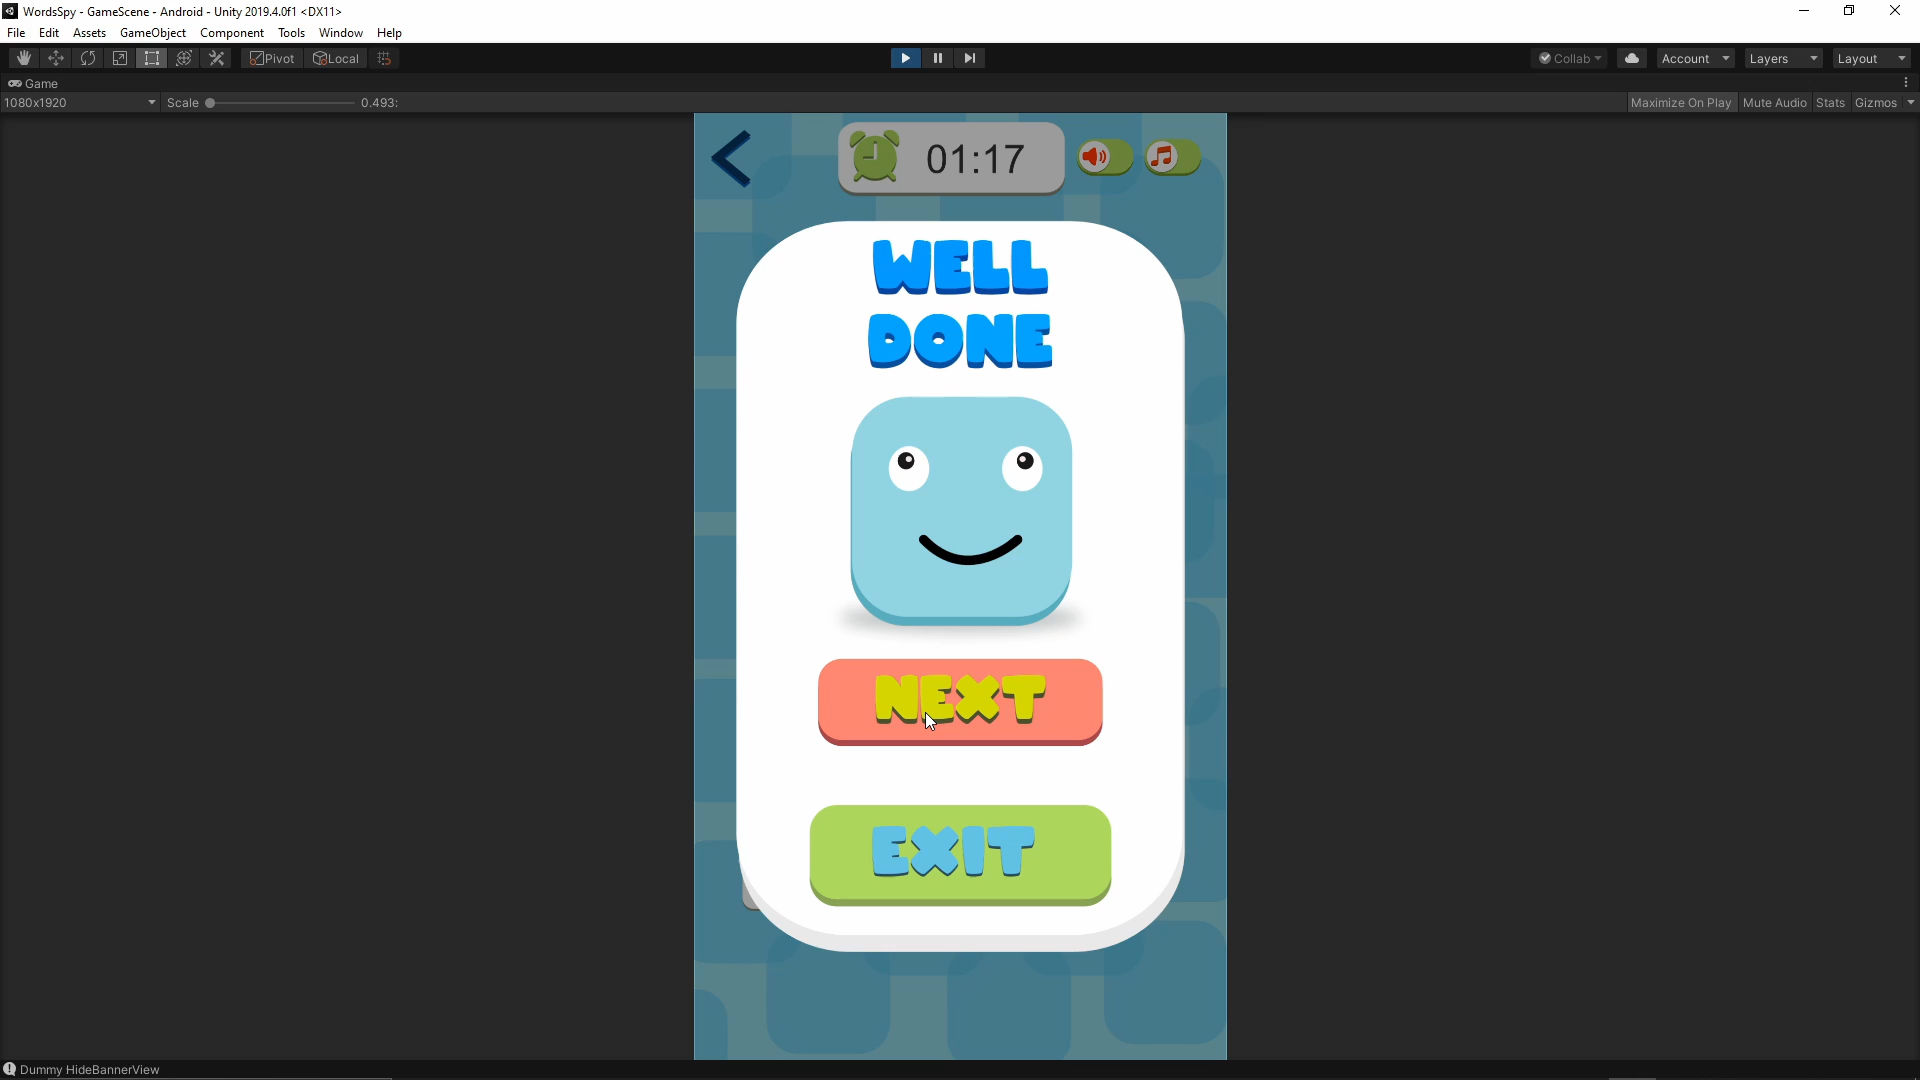 WordsSpy - GameScene - Android - Unity 2019.4.0f1 <DX11>
File Edit Assets GameObject Component Tools Window Help
Pivot Local Collab Account Layers Layout
Game
1080x1920 Scale 0.493: Maximize On Play Mute Audio Stats Gizmos
01:17
WELL
DONE
NEXT
EXIT
Dummy HideBannerView